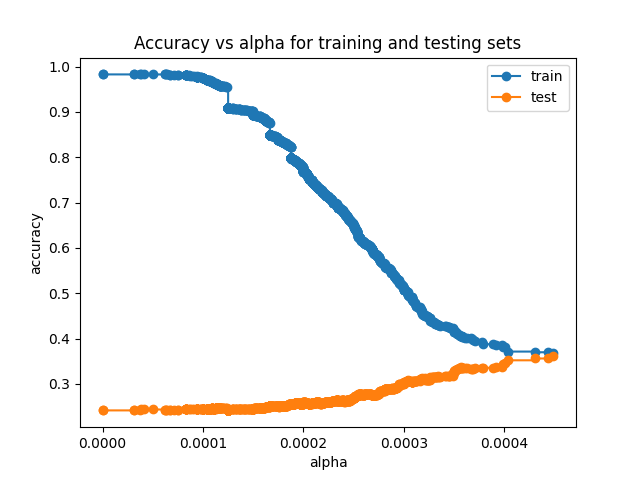 Accuracy vs alpha for training and testing sets
train
test
1.0
0.9
0.8
0.7
0.6
0.5
0.4
0.3
accuracy
0.0000 0.0001 0.0002 0.0003 0.0004
alpha